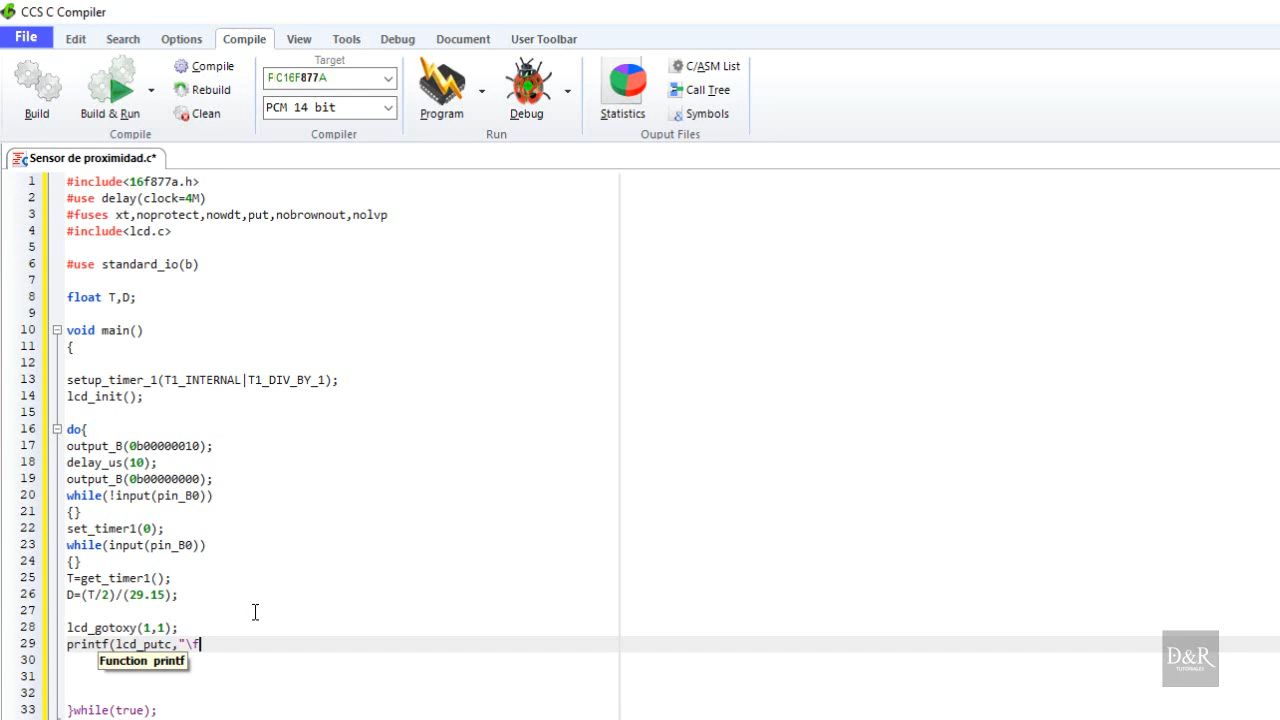 CCS C Compiler
File Edit Search Options Compile View Tools Debug Document User Toolbar
Build
Build & Run
Compile
Rebuild
Clean
Compile
Target
PIC16F877A
PCM 14 bit
Compiler
Program
Debug
Run
Statistics
C/ASM List
Call Tree
Symbols
Ouput Files
Sensor de proximidad.c*
1 #include<16f877a.h>
2 #use delay(clock=4M)
3 #fuses xt,noprotect,nowdt,put,nobrownout,nolvp
4 #include<lcd.c>
5
6 #use standard_io(b)
7
8 float T,D;
9
10 void main()
11 {
12
13 setup_timer_1(T1_INTERNAL|T1_DIV_BY_1);
14 lcd_init();
15
16 do{
17 output_B(0b00000010);
18 delay_us(10);
19 output_B(0b00000000);
20 while(!input(pin_B0))
21 {}
22 set_timer1(0);
23 while(input(pin_B0))
24 {}
25 T=get_timer1();
26 D=(T/2)/(29.15);
27
28 lcd_gotoxy(1,1);
29 printf(lcd_putc,"\f
Function printf
30
31
32
33 }while(true);
D&R
TUTORIALES